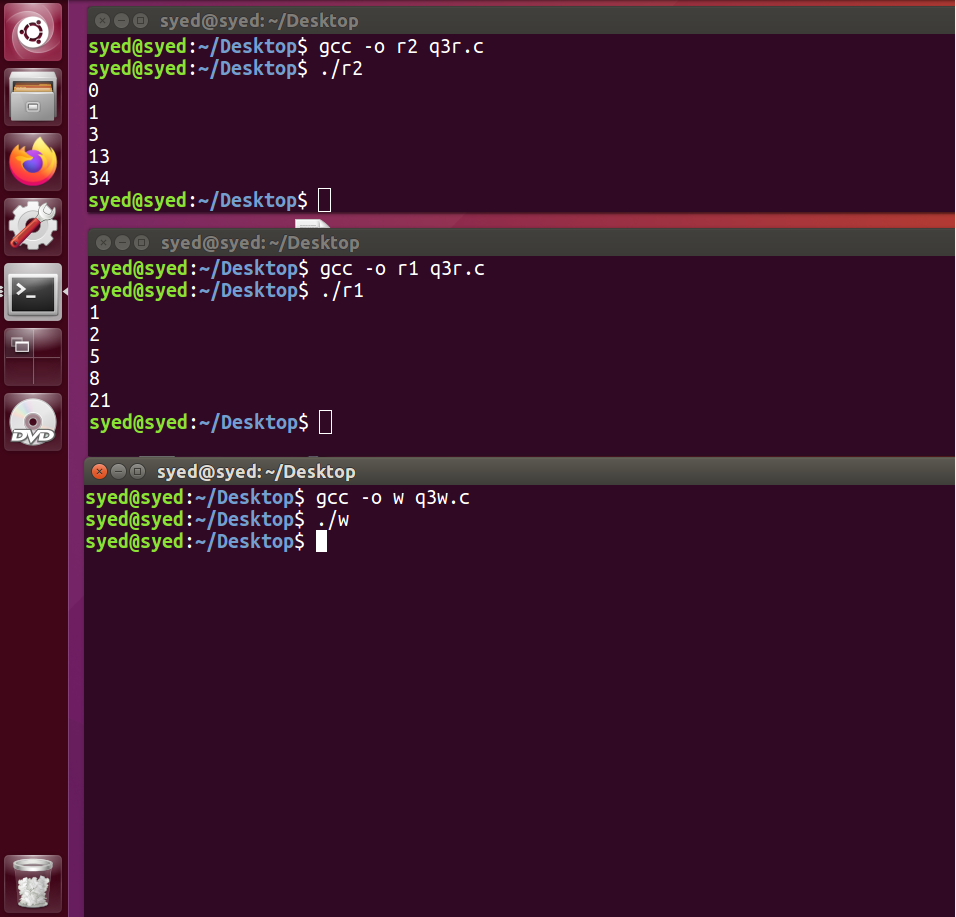 syed@syed: ~/Desktop
syed@syed:~/Desktop$ gcc -o r2 q3r.c
syed@syed:~/Desktop$ ./r2
0
1
3
13
34
syed@syed:~/Desktop$
syed@syed: ~/Desktop
syed@syed:~/Desktop$ gcc -o r1 q3r.c
syed@syed:~/Desktop$ ./r1
1
2
5
8
21
syed@syed:~/Desktop$
syed@syed: ~/Desktop
syed@syed:~/Desktop$ gcc -o w q3w.c
syed@syed:~/Desktop$ ./w
syed@syed:~/Desktop$
>_
DVD